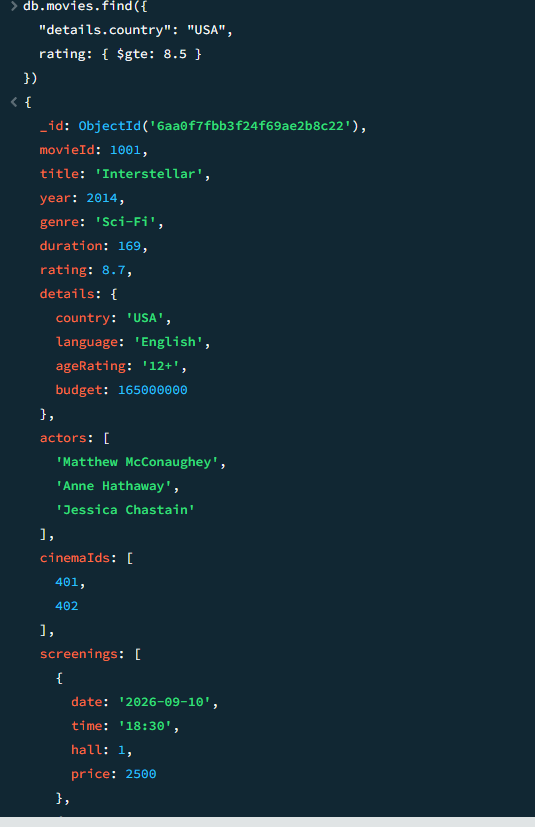 db.movies.find({
"details.country": "USA",
rating: { $gte: 8.5 }
})
{
_id: ObjectId('6aa0f7fbb3f24f69ae2b8c22'),
movieId: 1001,
title: 'Interstellar',
year: 2014,
genre: 'Sci-Fi',
duration: 169,
rating: 8.7,
details: {
country: 'USA',
language: 'English',
ageRating: '12+',
budget: 165000000
},
actors: [
'Matthew McConaughey',
'Anne Hathaway',
'Jessica Chastain'
],
cinemaIds: [
401,
402
],
screenings: [
{
date: '2026-09-10',
time: '18:30',
hall: 1,
price: 2500
},